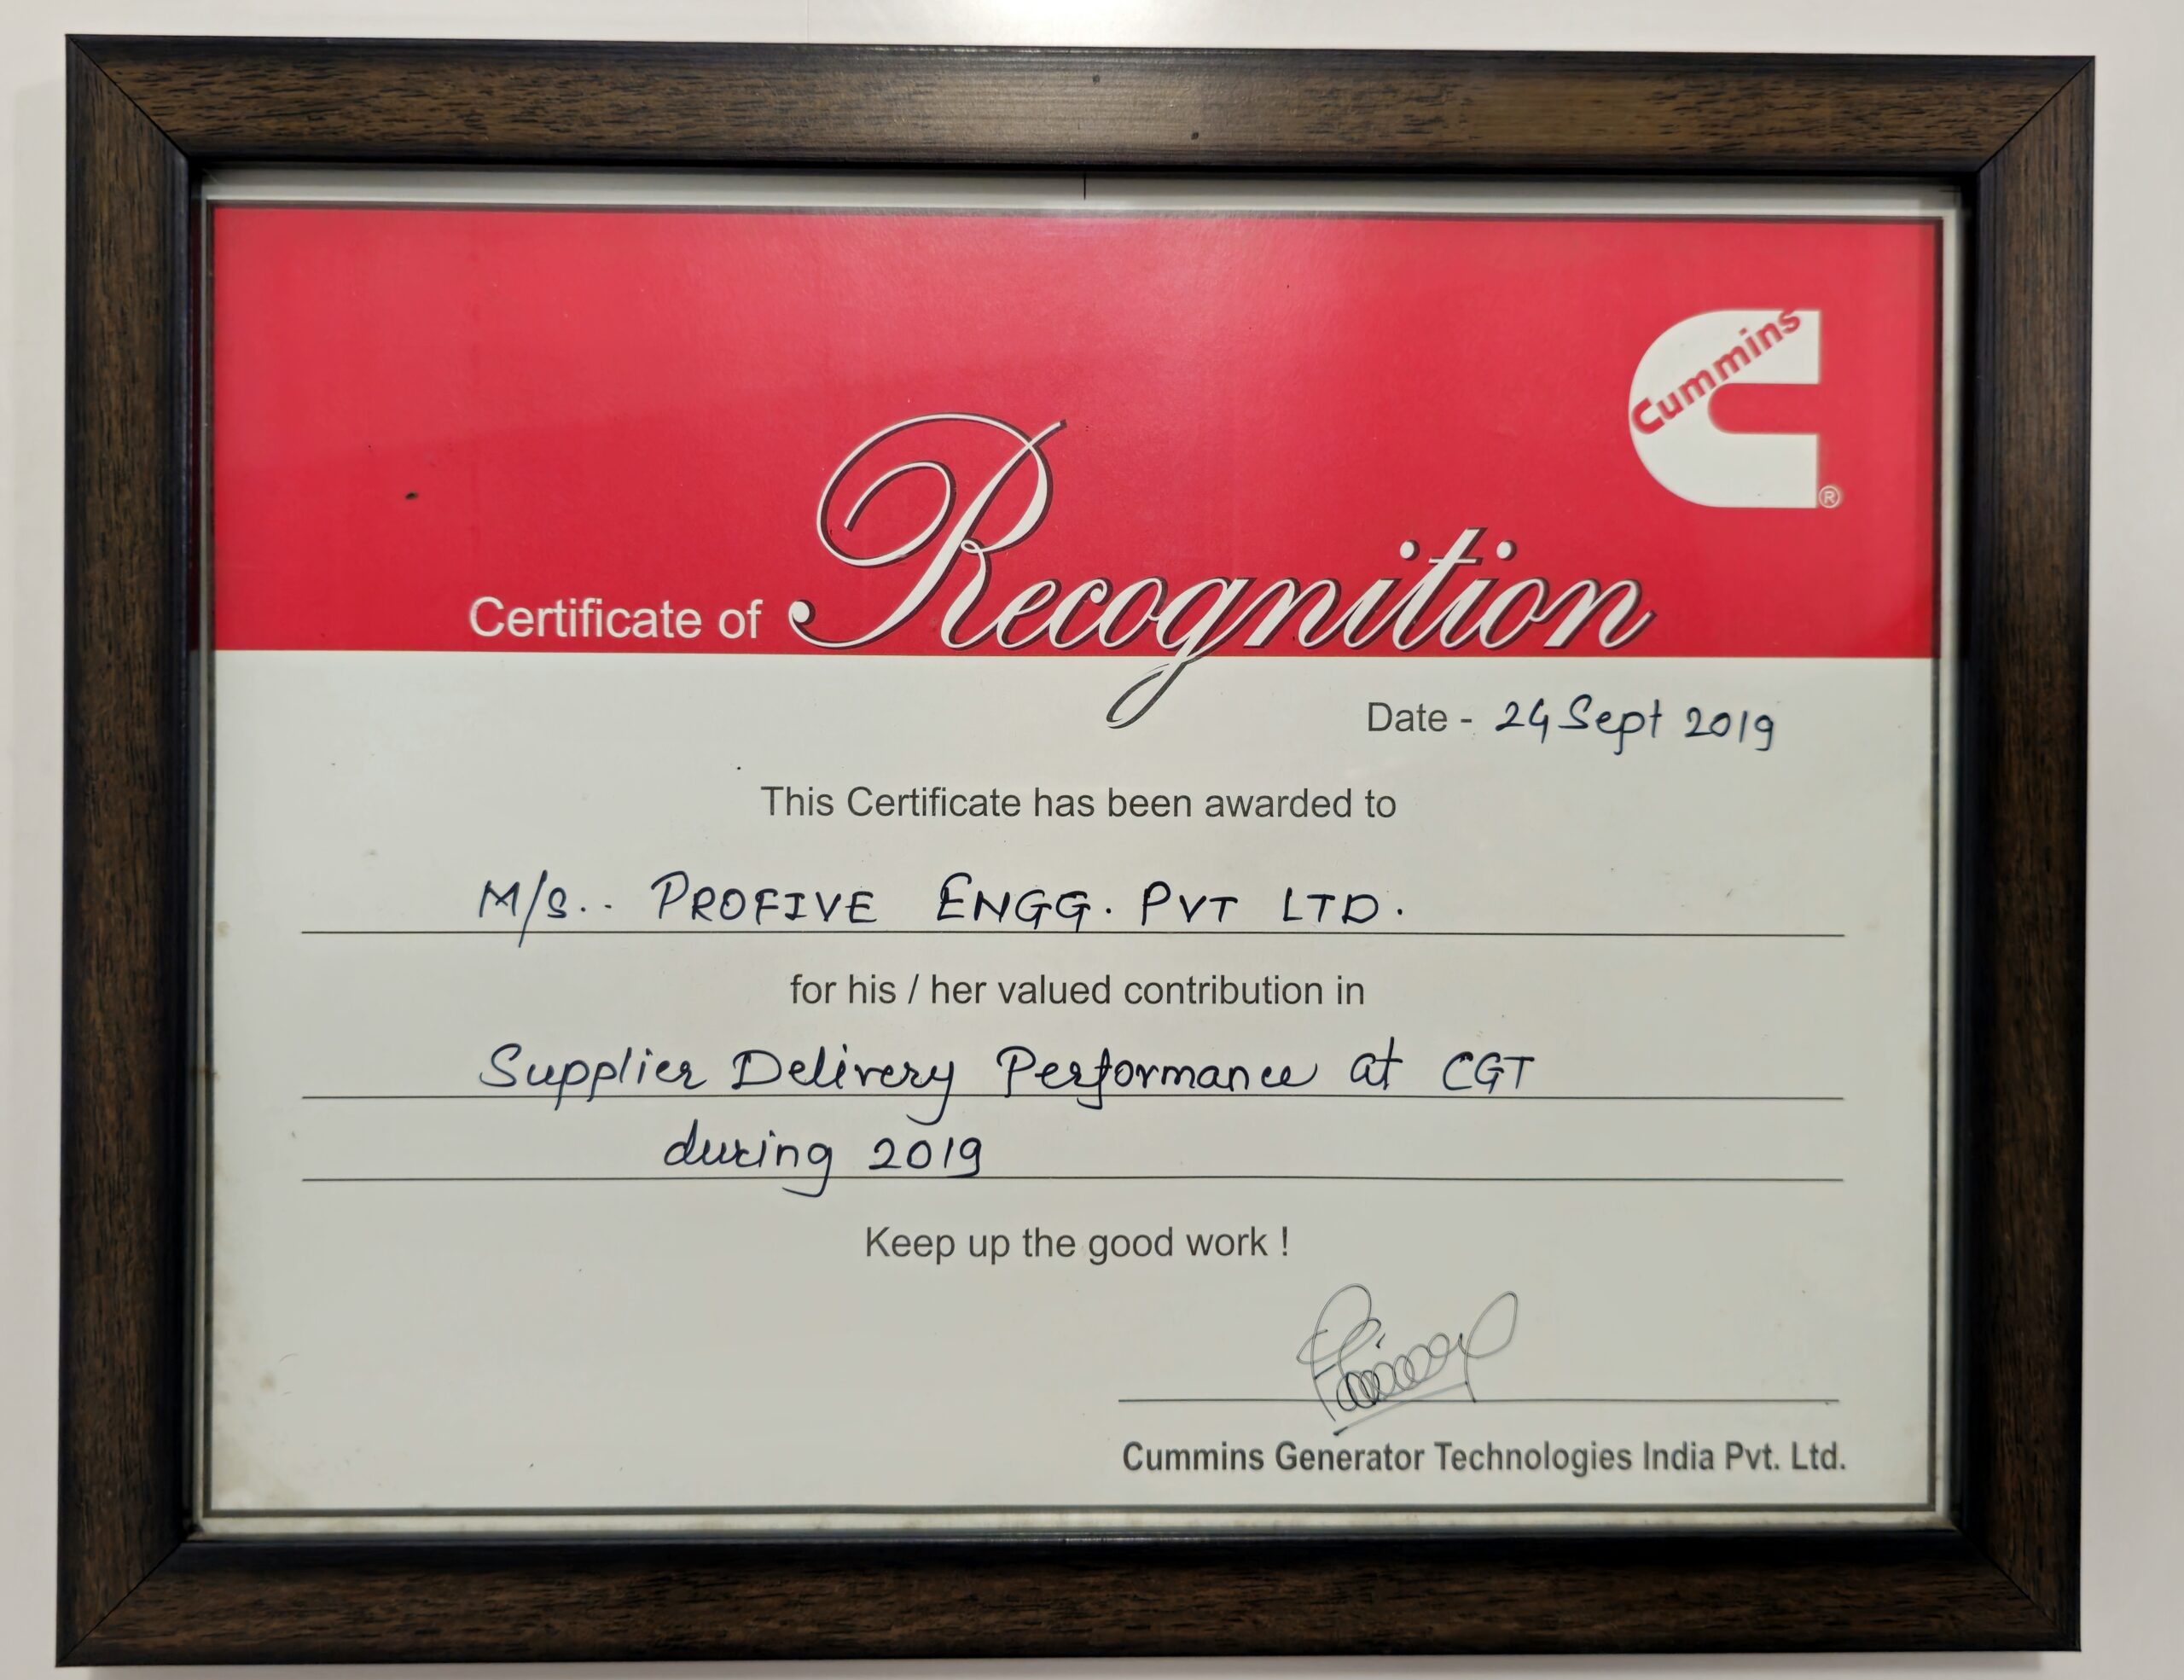 Cummins
®
Certificate of Recognition
Date - 24 Sept 2019
This Certificate has been awarded to
M/S.. PROFIVE ENGG. PVT LTD.
for his / her valued contribution in
Supplier Delivery Performance at CGT
during 2019
Keep up the good work !
Cummins Generator Technologies India Pvt. Ltd.